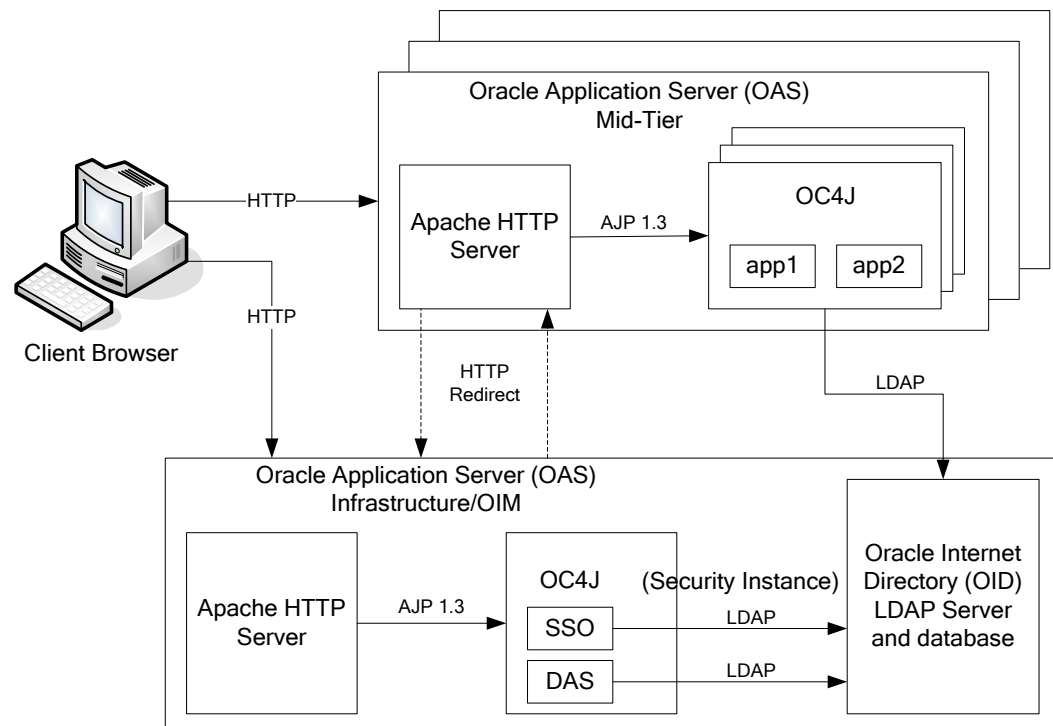 Oracle Application Server (OAS)
Mid-Tier
OC4J
Apache HTTP
Server
AJP 1.3
app1
app2
HTTP
HTTP
Client Browser
HTTP
Redirect
LDAP
Oracle Application Server (OAS)
Infrastructure/OIM
Apache HTTP
Server
AJP 1.3
OC4J
(Security Instance)
SSO
LDAP
DAS
LDAP
Oracle Internet
Directory (OID)
LDAP Server
and database